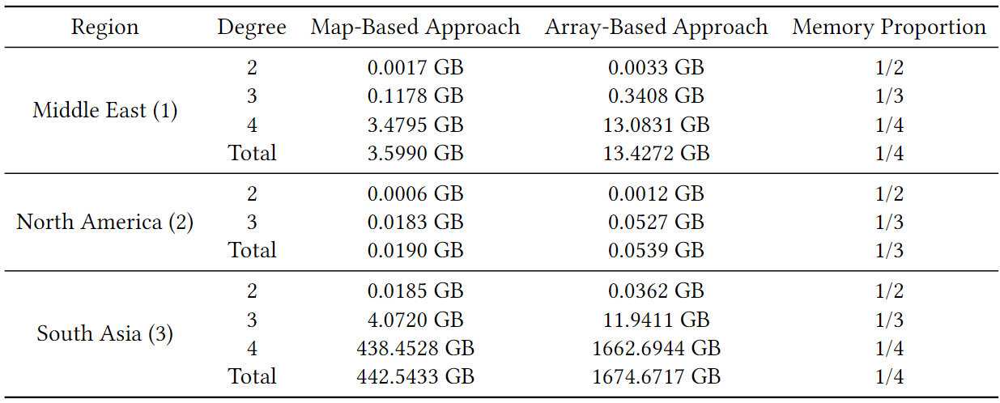 Region Degree Map-Based Approach Array-Based Approach Memory Proportion
2 0.0017 GB 0.0033 GB 1/2
3 0.1178 GB 0.3408 GB 1/3
Middle East (1)
4 3.4795 GB 13.0831 GB 1/4
Total 3.5990 GB 13.4272 GB 1/4
2 0.0006 GB 0.0012 GB 1/2
North America (2) 3 0.0183 GB 0.0527 GB 1/3
Total 0.0190 GB 0.0539 GB 1/3
2 0.0185 GB 0.0362 GB 1/2
3 4.0720 GB 11.9411 GB 1/3
South Asia (3)
4 438.4528 GB 1662.6944 GB 1/4
Total 442.5433 GB 1674.6717 GB 1/4